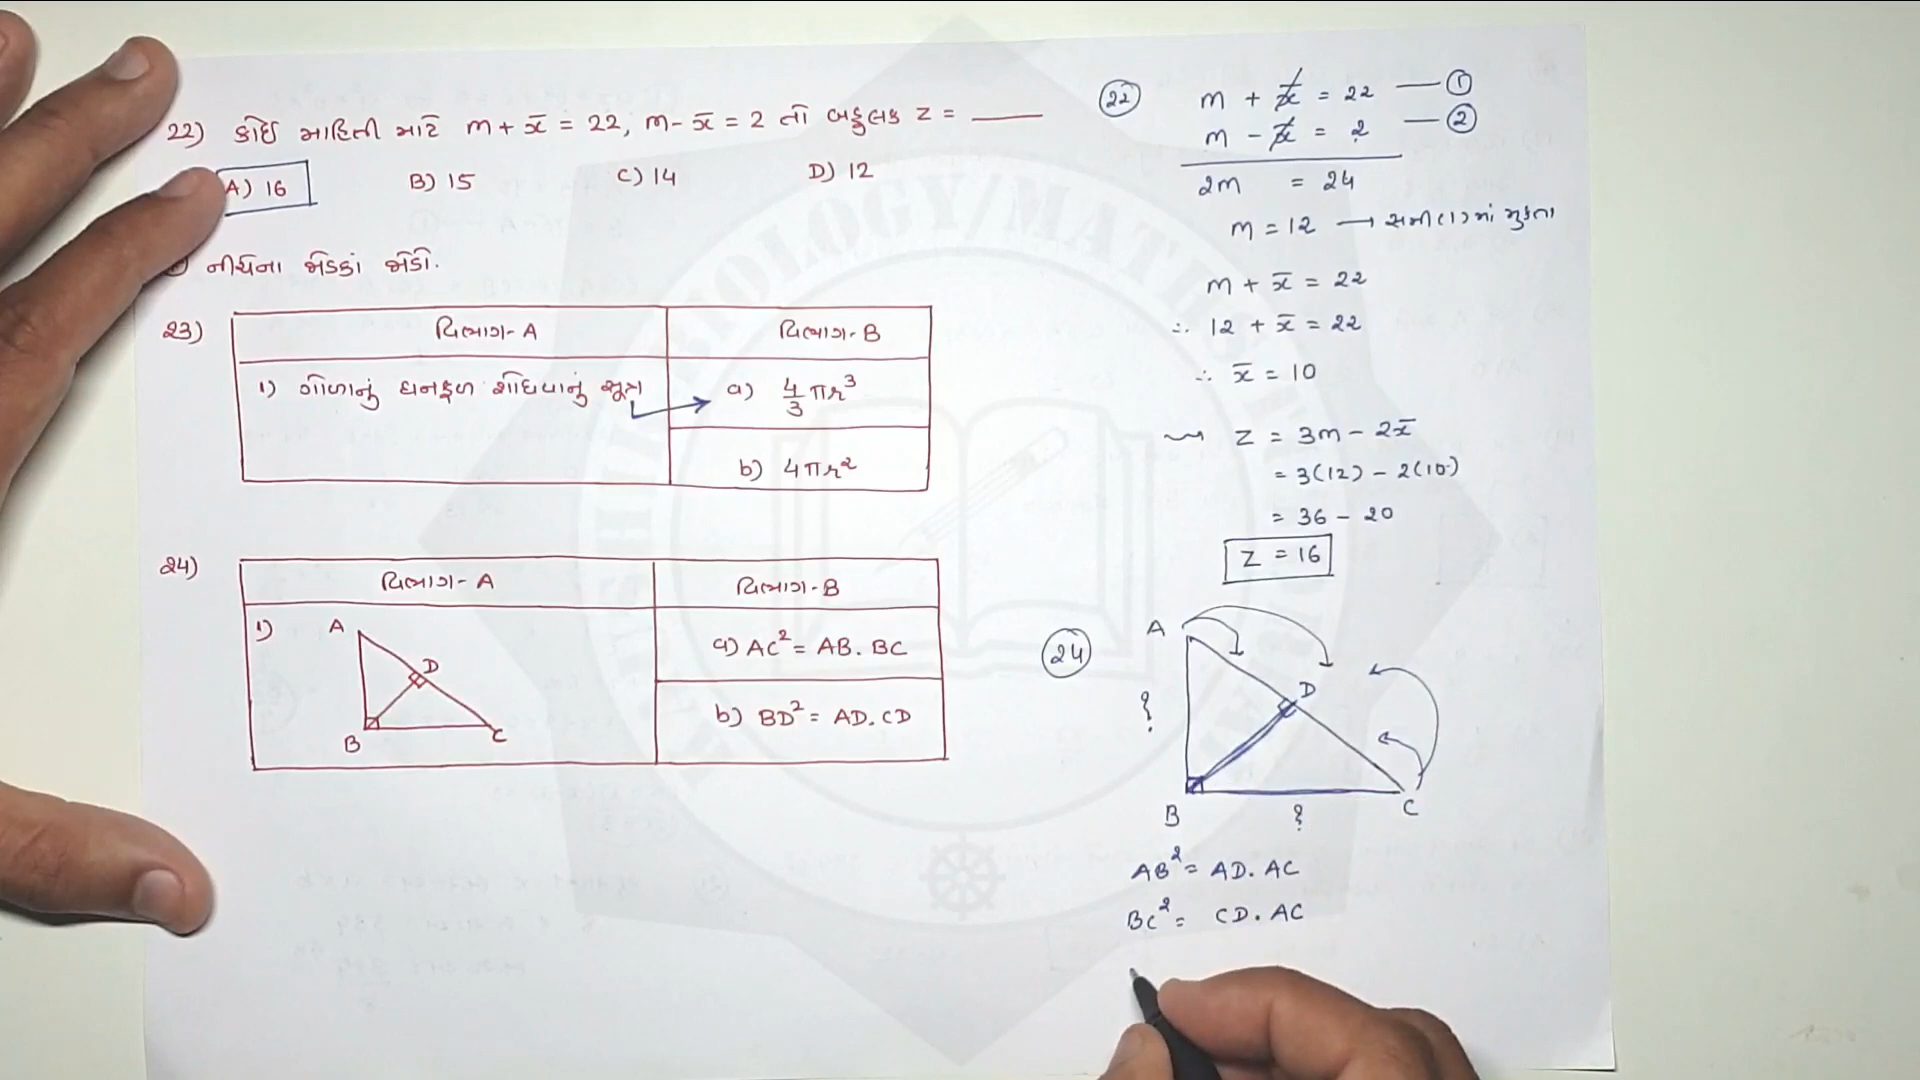 22) કોઈ માહિતી માટે m + x̄ = 22, m - x̄ = 2 તો બહુલક Z = ____
A) 16 B) 15 C) 14 D) 12
નીચેના જોડકાં જોડો.
23) વિભાગ-A વિભાગ-B
1) ગોળાનું ઘનફળ શોધવાનું સૂત્ર a) 4/3 πr³
b) 4πr²
24) વિભાગ-A વિભાગ-B
1) A D B C
a) AC² = AB. BC
b) BD² = AD. CD
22 m + x̄ = 22 — 1
m - x̄ = 2 — 2
2m = 24
m = 12 → સમી (1) માં મુકતા
m + x̄ = 22
∴ 12 + x̄ = 22
∴ x̄ = 10
Z = 3m - 2x̄
= 3(12) - 2(10)
= 36 - 20
Z = 16
24 A D B C
? ?
AB² = AD. AC
BC² = CD. AC
BIOLOGY/MATHS